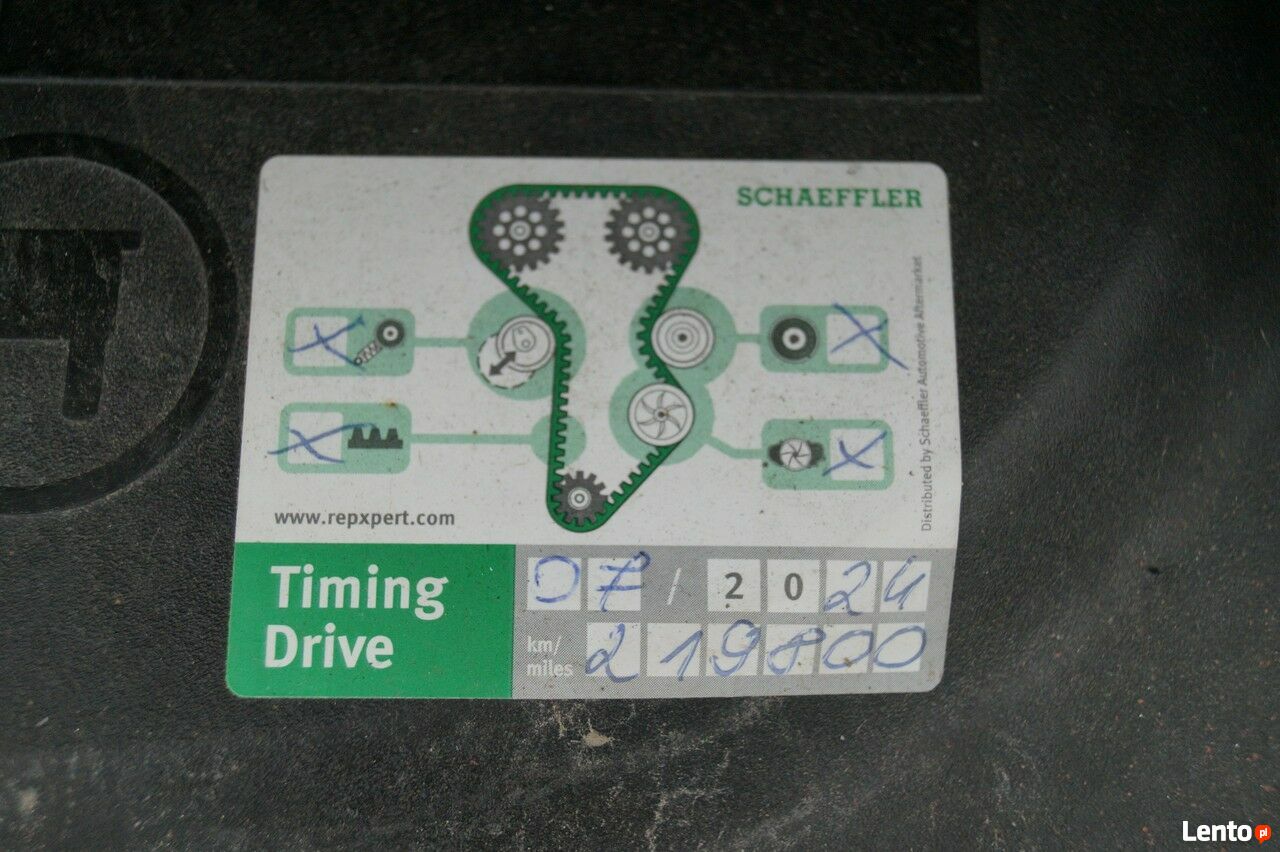 SCHAEFFLER
Distributed by Schaeffler Automotive Aftermarket
X
X
X
X
www.repxpert.com
Timing
Drive
07 / 2024
km/
miles
219800
Lento pl